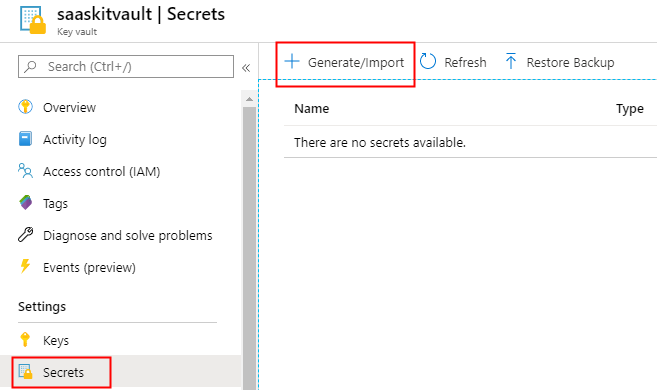 saaskitvault | Secrets
Key vault
Search (Ctrl+/)
«
Overview
Activity log
Access control (IAM)
Tags
Diagnose and solve problems
Events (preview)
Settings
Keys
Secrets
Generate/Import
Refresh
Restore Backup
Name Type
There are no secrets available.